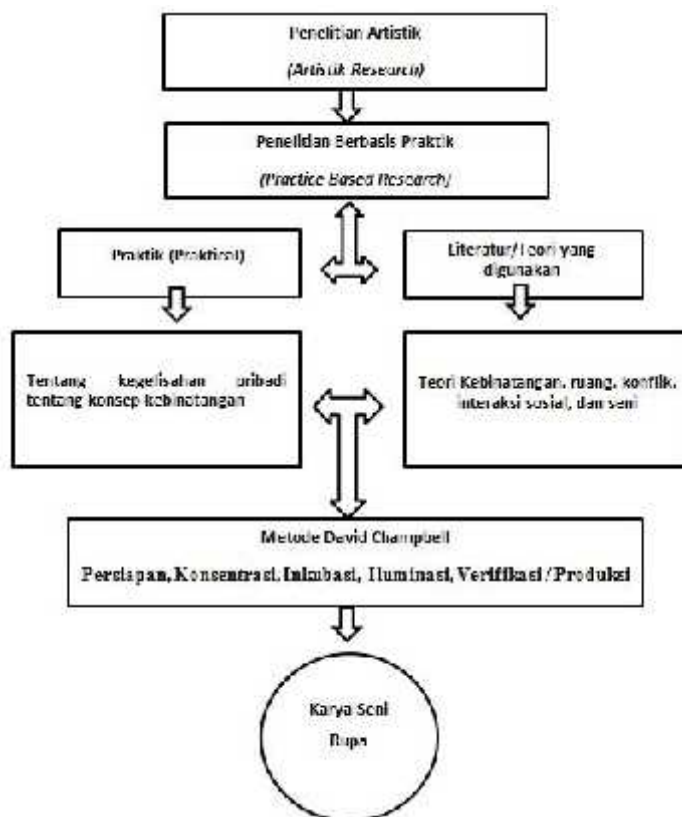 Penelitian Artistik
(Artistik Research)
Penelidan Berbasis Praktik
(Practice Based Research)
Praktik (Praktical)
Literatur/Teori yang
digunakan
Tentang kegelisahan pribadi
tentang konsep kebinatangan
Teori Kebinatangan, ruang, konflik,
interaksi sosial, dan seni
Metode David Champbell
Persiapan, Konsentrasi, Inkubasi, Iluminasi, Verifikasi / Produksi
Karya Seni
Rupa